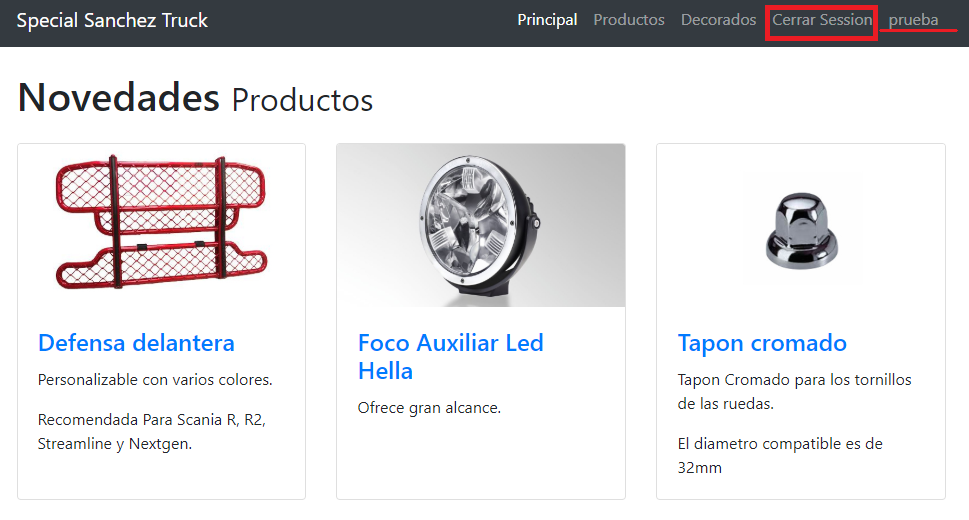 Special Sanchez Truck
Principal Productos Decorados Cerrar Session prueba
Novedades Productos
Defensa delantera
Personalizable con varios colores.
Recomendada Para Scania R, R2,
Streamline y Nextgen.
Foco Auxiliar Led
Hella
Ofrece gran alcance.
Tapon cromado
Tapon Cromado para los tornillos
de las ruedas.
El diametro compatible es de
32mm